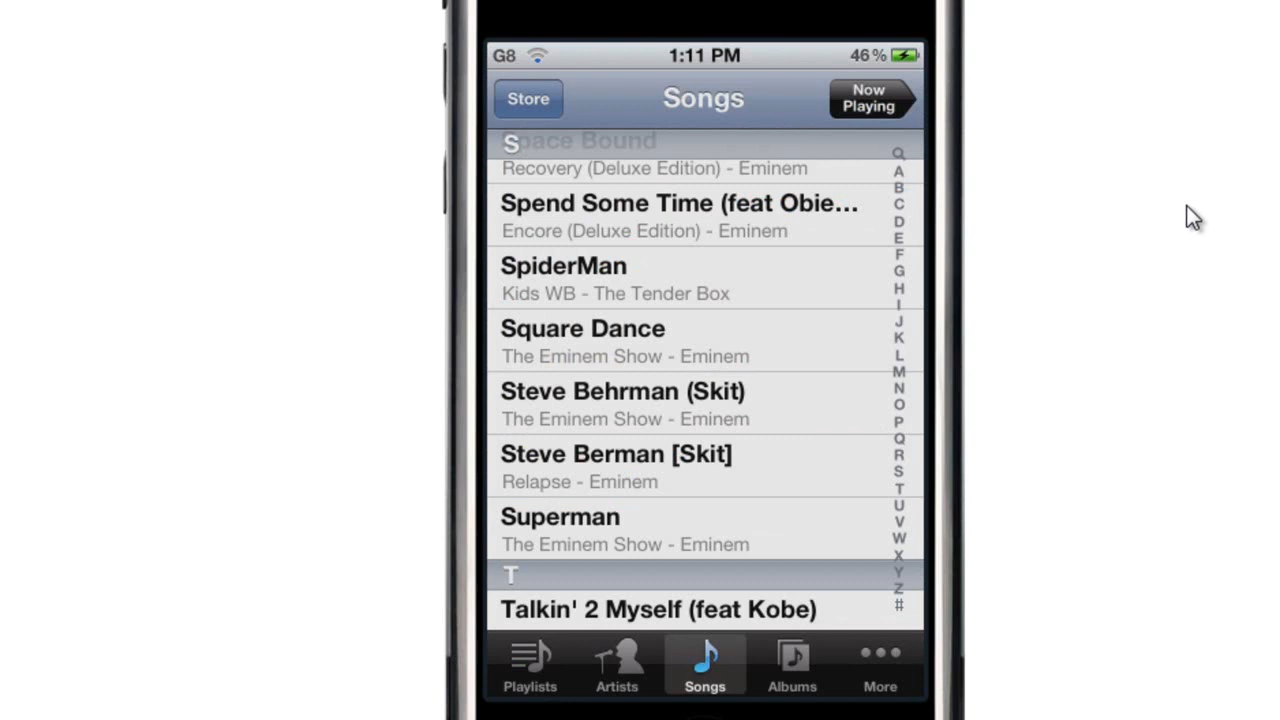 G8 1:11 PM 46%
Store Songs Now Playing
S
Space Bound
Recovery (Deluxe Edition) - Eminem
Spend Some Time (feat Obie...
Encore (Deluxe Edition) - Eminem
SpiderMan
Kids WB - The Tender Box
Square Dance
The Eminem Show - Eminem
Steve Behrman (Skit)
The Eminem Show - Eminem
Steve Berman [Skit]
Relapse - Eminem
Superman
The Eminem Show - Eminem
T
Talkin' 2 Myself (feat Kobe)
A
B
C
D
E
F
G
H
I
J
K
L
M
N
O
P
Q
R
S
T
U
V
W
X
Y
Z
#
Playlists Artists Songs Albums More